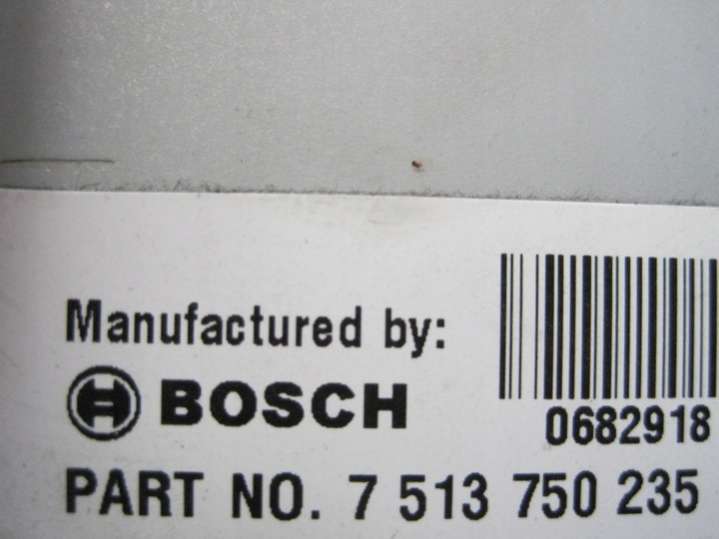 Manufactured by:
BOSCH
0682918
PART NO. 7 513 750 235